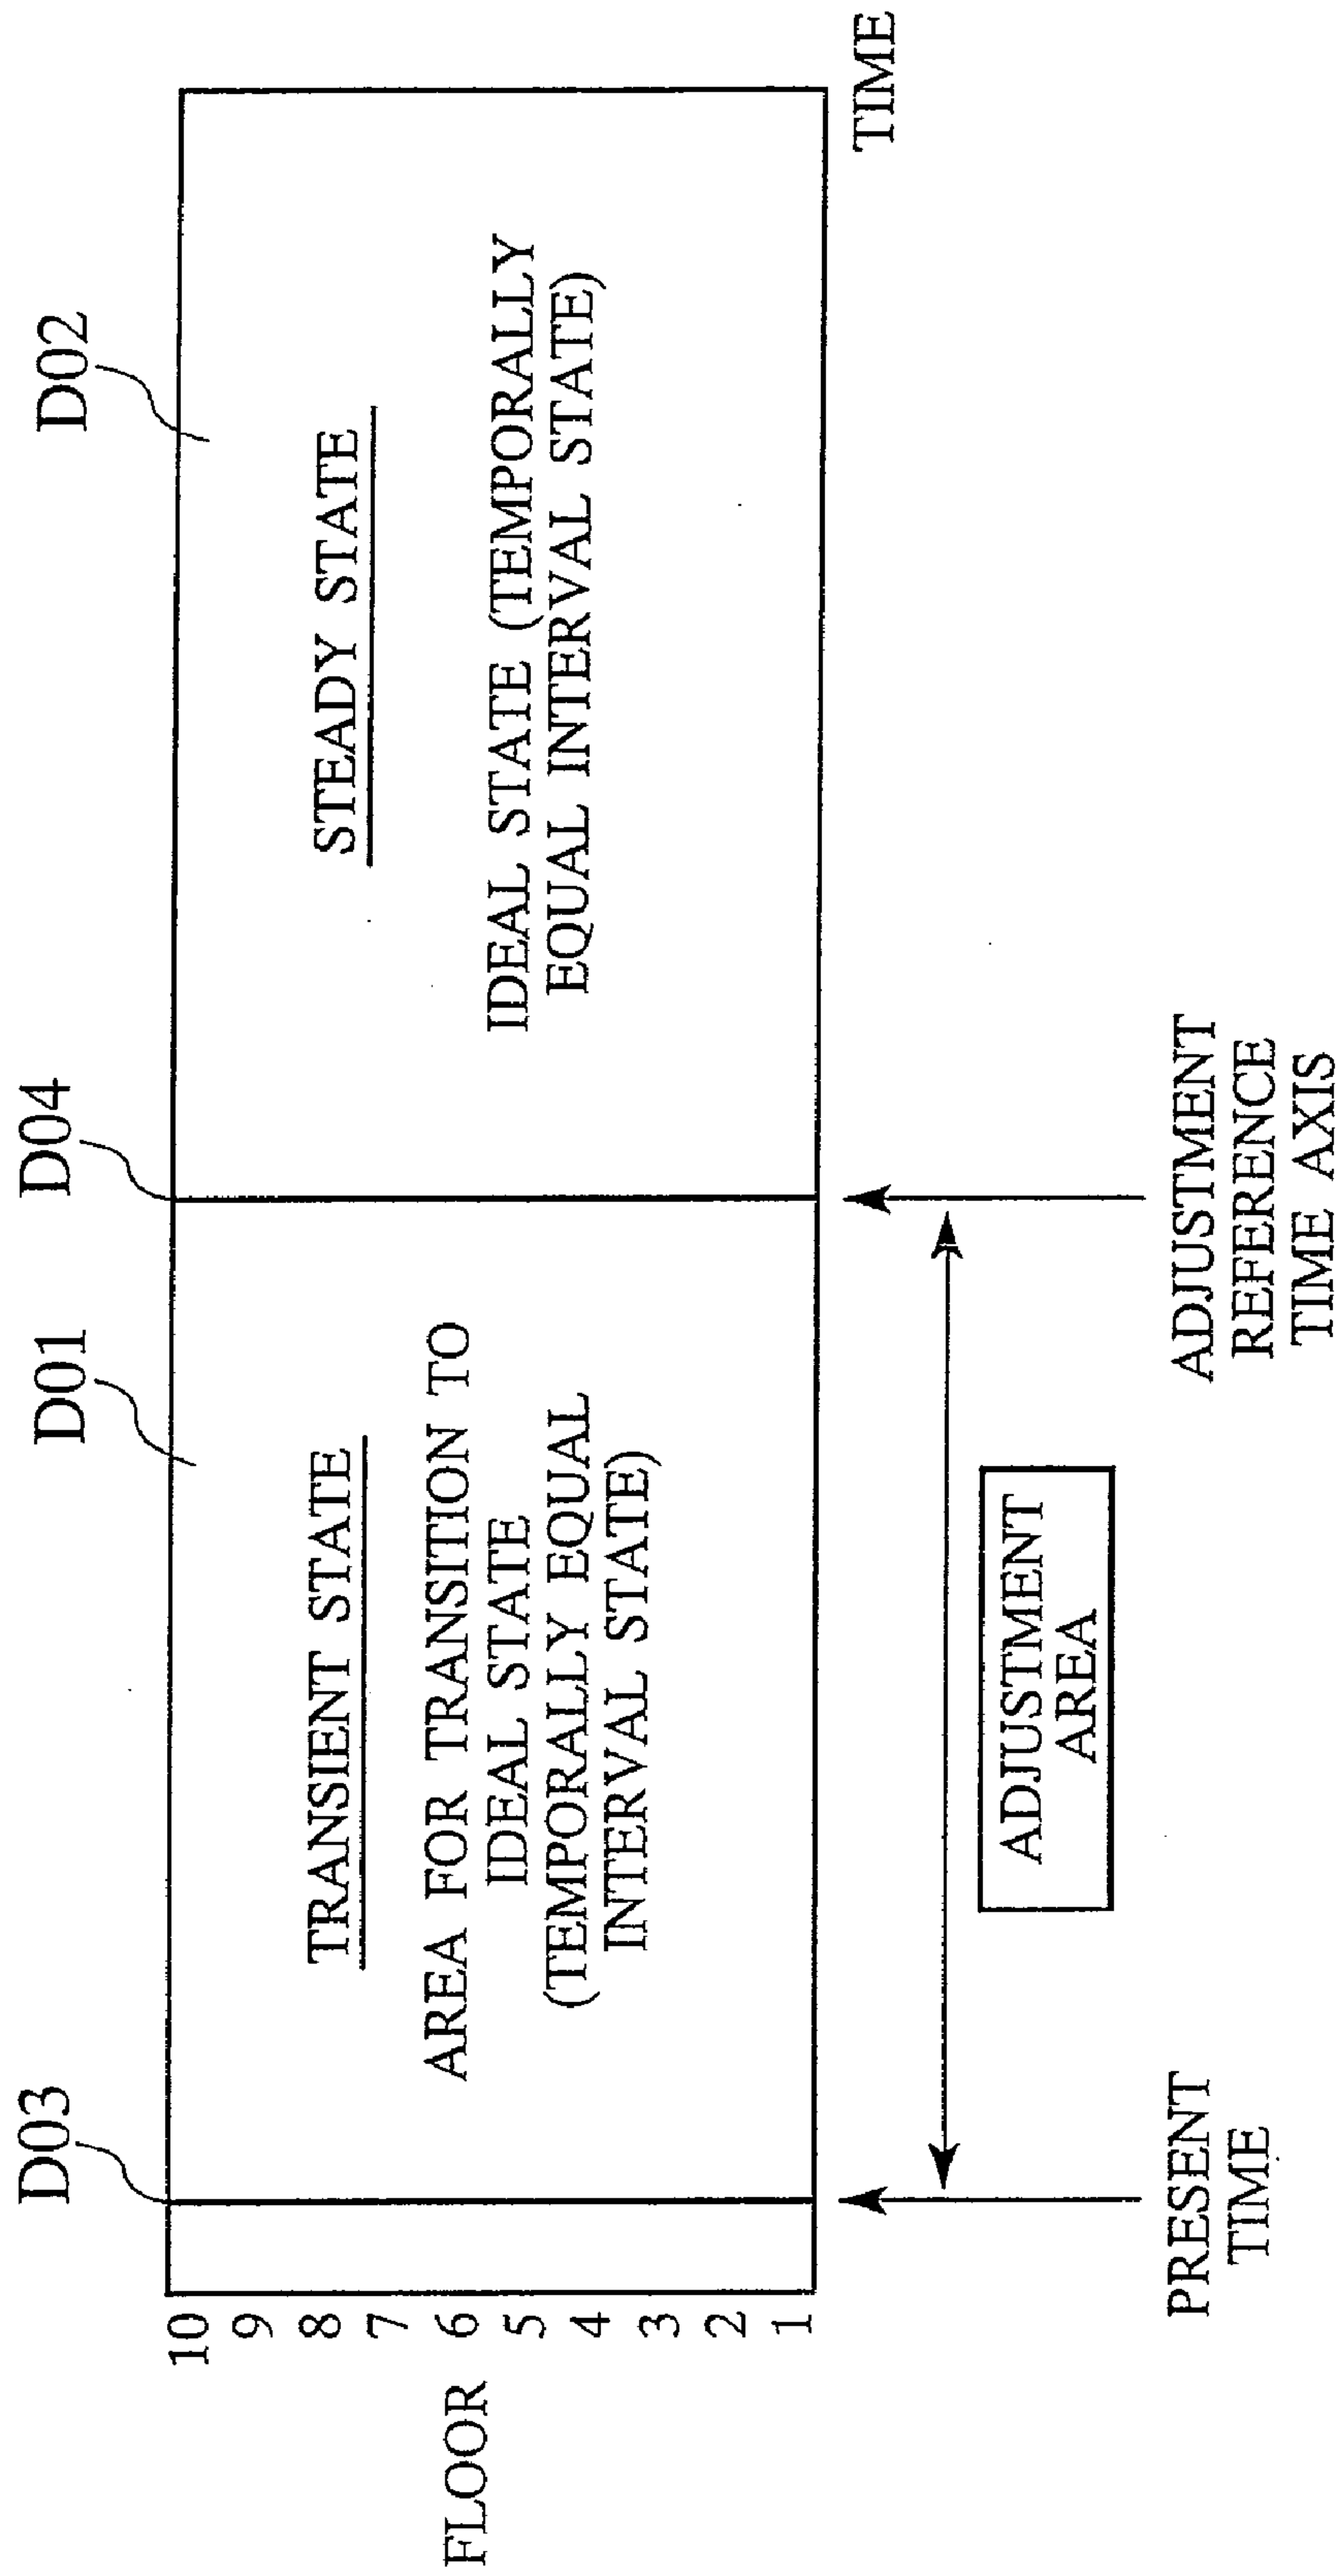 D03
D01
D04
D02
FLOOR
10
9
8
7
6
5
4
3
2
1
TRANSIENT STATE
AREA FOR TRANSITION TO
IDEAL STATE
(TEMPORALLY EQUAL
INTERVAL STATE)
STEADY STATE
IDEAL STATE (TEMPORALLY
EQUAL INTERVAL STATE)
TIME
ADJUSTMENT
AREA
PRESENT
TIME
ADJUSTMENT
REFERENCE
TIME AXIS